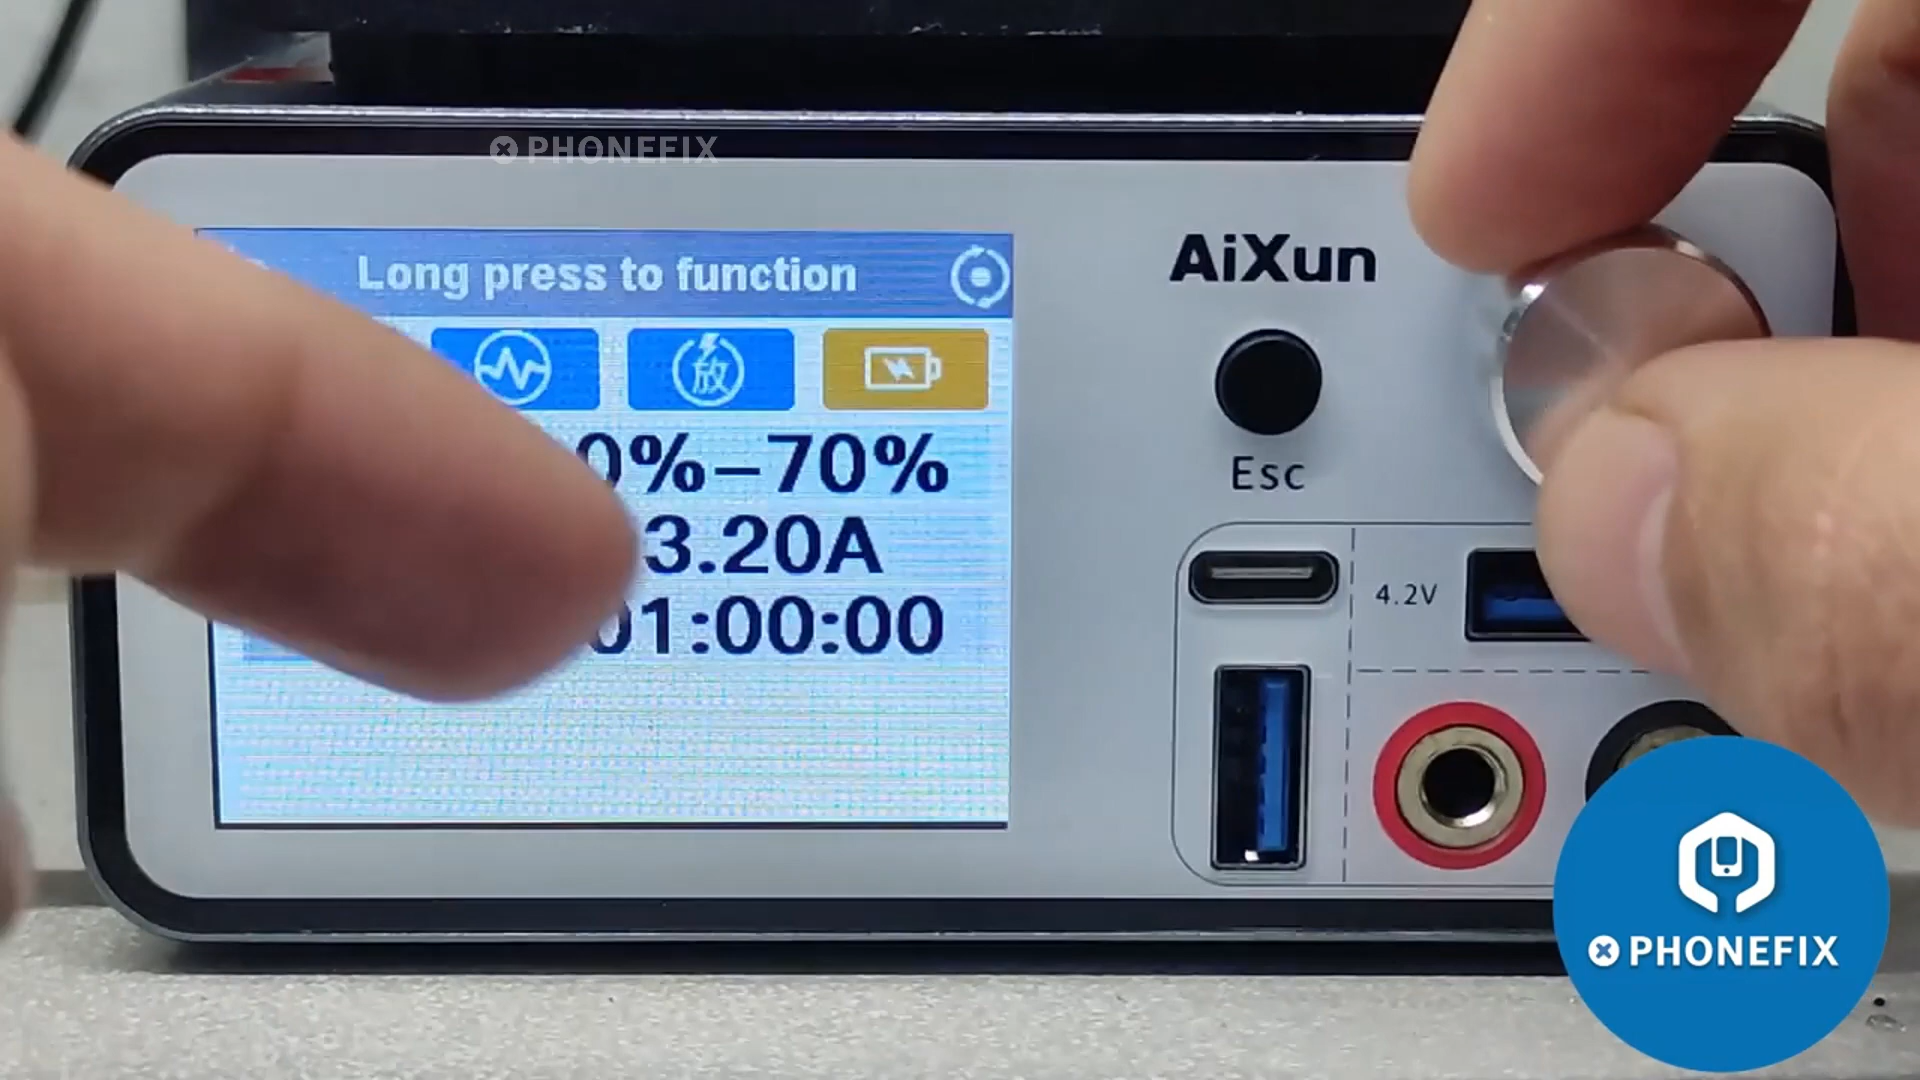 PHONEFIX
Long press to function
放
0%–70%
3.20A
01:00:00
AiXun
Esc
4.2V
PHONEFIX